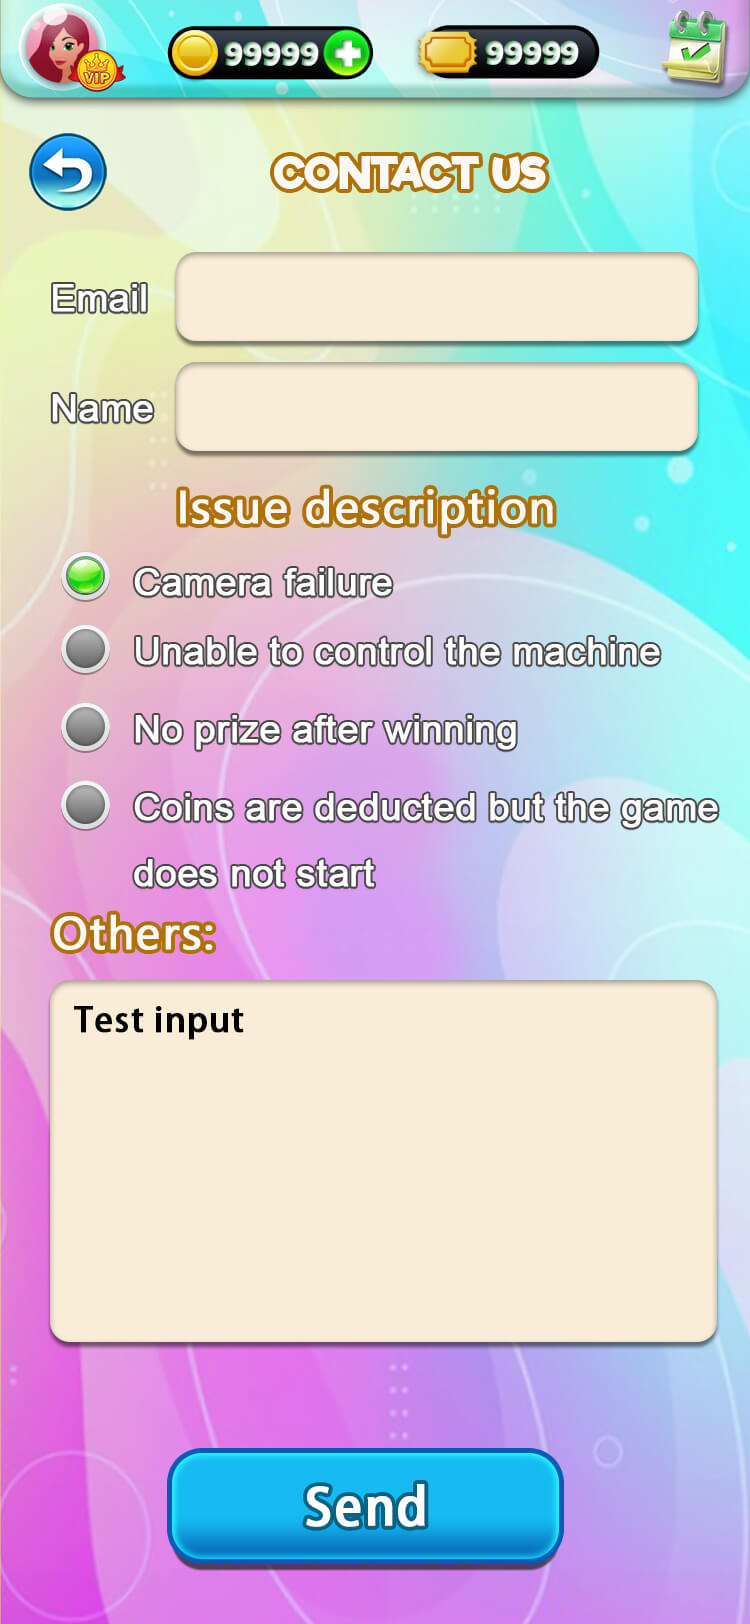 VIP
99999
99999
CONTACT US
Email
Name
Issue description
Camera failure
Unable to control the machine
No prize after winning
Coins are deducted but the game
does not start
Others:
Test input
Send